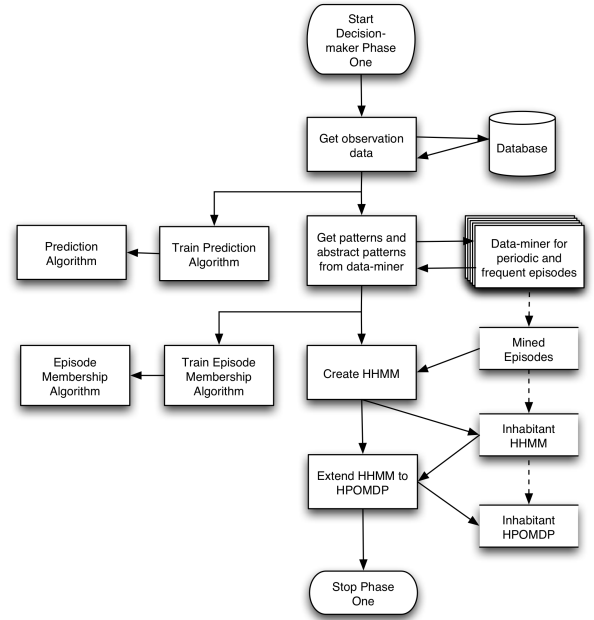 Start
Decision-
maker Phase
One
Get observation
data
Database
Prediction
Algorithm
Train Prediction
Algorithm
Get patterns and
abstract patterns
from data-miner
Data-miner for
periodic and
frequent episodes
Episode
Membership
Algorithm
Train Episode
Membership
Algorithm
Create HHMM
Mined
Episodes
Inhabitant
HHMM
Extend HHMM to
HPOMDP
Inhabitant
HPOMDP
Stop Phase
One